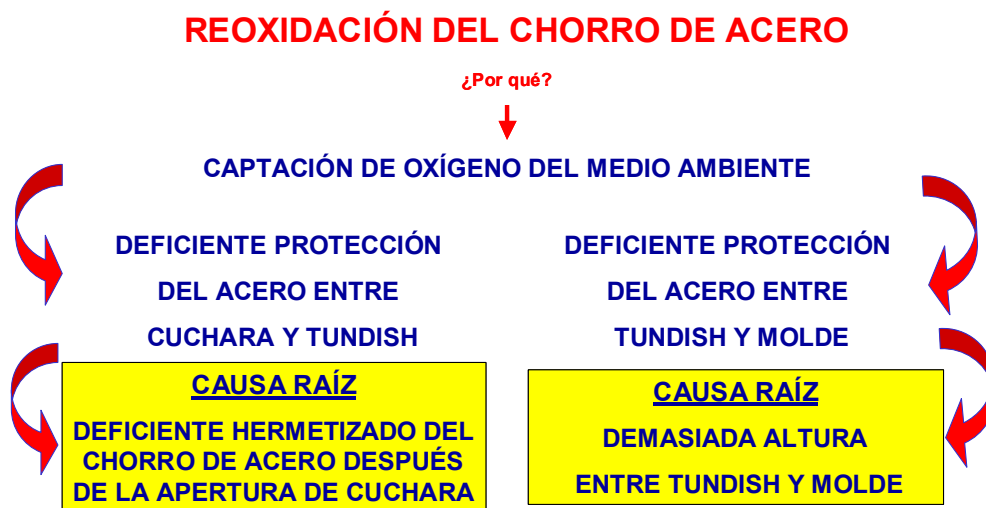 REOXIDACIÓN DEL CHORRO DE ACERO
¿Por qué?
CAPTACIÓN DE OXÍGENO DEL MEDIO AMBIENTE
DEFICIENTE PROTECCIÓN
DEL ACERO ENTRE
CUCHARA Y TUNDISH
CAUSA RAÍZ
DEFICIENTE HERMETIZADO DEL
CHORRO DE ACERO DESPUÉS
DE LA APERTURA DE CUCHARA
DEFICIENTE PROTECCIÓN
DEL ACERO ENTRE
TUNDISH Y MOLDE
CAUSA RAÍZ
DEMASIADA ALTURA
ENTRE TUNDISH Y MOLDE